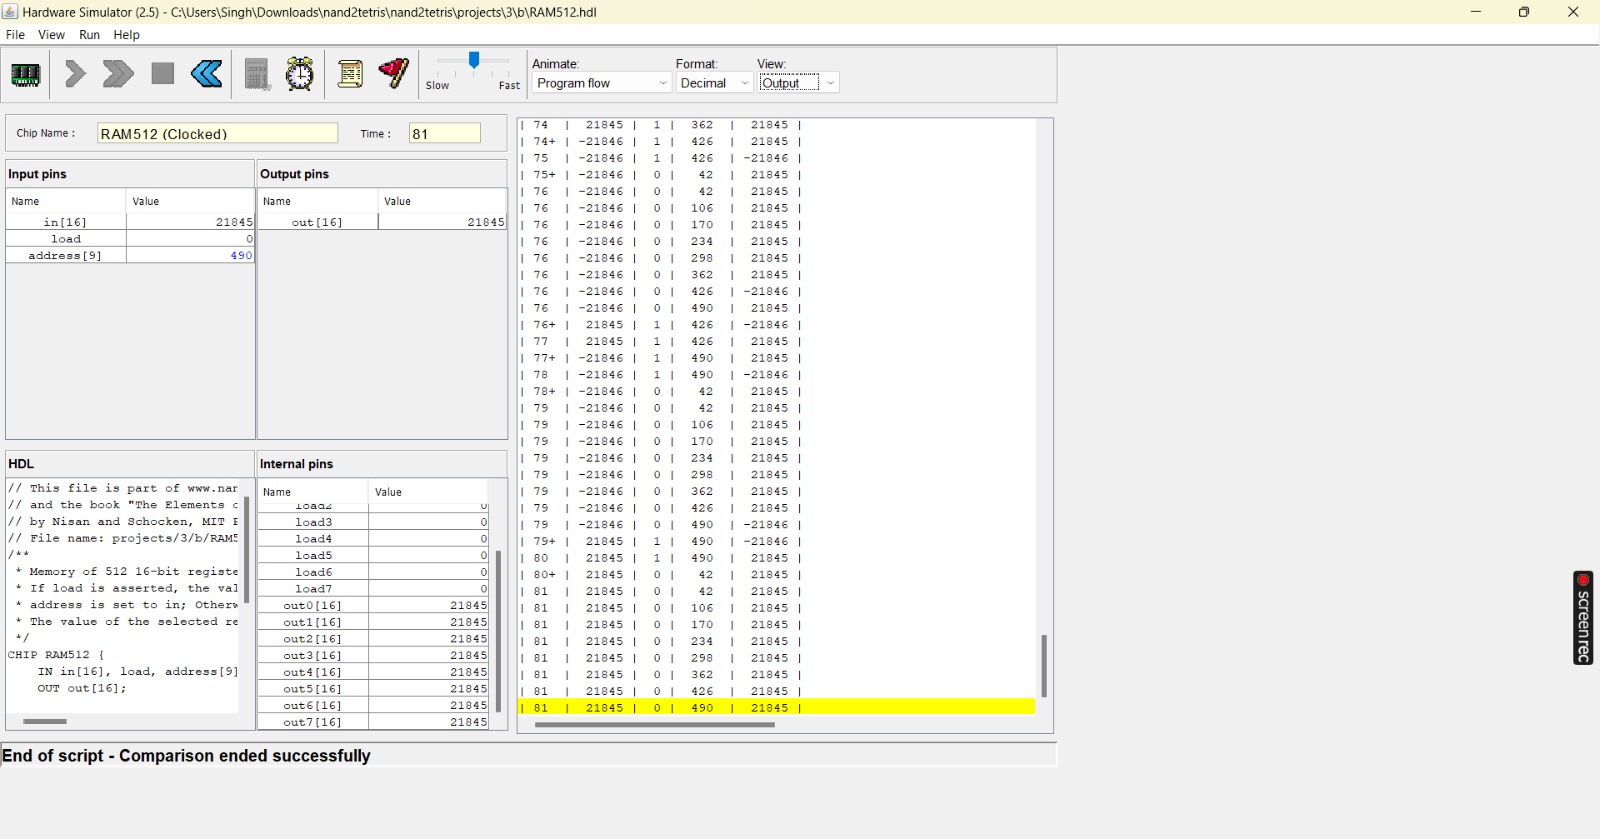 Hardware Simulator (2.5) - C:\Users\Singh\Downloads\nand2tetris\nand2tetris\projects\3\b\RAM512.hdl
File View Run Help
Animate: Format: View:
Slow Fast Program flow Decimal Output
Chip Name : RAM512 (Clocked) Time : 81
Input pins
Name Value
in[16] 21845
load 0
address[9] 490
Output pins
Name Value
out[16] 21845
HDL
// This file is part of www.nan
// and the book "The Elements o
// by Nisan and Schocken, MIT P
// File name: projects/3/b/RAM5
/**
* Memory of 512 16-bit registe
* If load is asserted, the val
* address is set to in; Otherw
* The value of the selected re
*/
CHIP RAM512 {
IN in[16], load, address[9]
OUT out[16];
Internal pins
Name Value
load2 0
load3 0
load4 0
load5 0
load6 0
load7 0
out0[16] 21845
out1[16] 21845
out2[16] 21845
out3[16] 21845
out4[16] 21845
out5[16] 21845
out6[16] 21845
out7[16] 21845
| 74 | 21845 | 1 | 362 | 21845 |
| 74+ | -21846 | 1 | 426 | 21845 |
| 75 | -21846 | 1 | 426 | -21846 |
| 75+ | -21846 | 0 | 42 | 21845 |
| 76 | -21846 | 0 | 42 | 21845 |
| 76 | -21846 | 0 | 106 | 21845 |
| 76 | -21846 | 0 | 170 | 21845 |
| 76 | -21846 | 0 | 234 | 21845 |
| 76 | -21846 | 0 | 298 | 21845 |
| 76 | -21846 | 0 | 362 | 21845 |
| 76 | -21846 | 0 | 426 | -21846 |
| 76 | -21846 | 0 | 490 | 21845 |
| 76+ | 21845 | 1 | 426 | -21846 |
| 77 | 21845 | 1 | 426 | 21845 |
| 77+ | -21846 | 1 | 490 | 21845 |
| 78 | -21846 | 1 | 490 | -21846 |
| 78+ | -21846 | 0 | 42 | 21845 |
| 79 | -21846 | 0 | 42 | 21845 |
| 79 | -21846 | 0 | 106 | 21845 |
| 79 | -21846 | 0 | 170 | 21845 |
| 79 | -21846 | 0 | 234 | 21845 |
| 79 | -21846 | 0 | 298 | 21845 |
| 79 | -21846 | 0 | 362 | 21845 |
| 79 | -21846 | 0 | 426 | 21845 |
| 79 | -21846 | 0 | 490 | -21846 |
| 79+ | 21845 | 1 | 490 | -21846 |
| 80 | 21845 | 1 | 490 | 21845 |
| 80+ | 21845 | 0 | 42 | 21845 |
| 81 | 21845 | 0 | 42 | 21845 |
| 81 | 21845 | 0 | 106 | 21845 |
| 81 | 21845 | 0 | 170 | 21845 |
| 81 | 21845 | 0 | 234 | 21845 |
| 81 | 21845 | 0 | 298 | 21845 |
| 81 | 21845 | 0 | 362 | 21845 |
| 81 | 21845 | 0 | 426 | 21845 |
| 81 | 21845 | 0 | 490 | 21845 |
End of script - Comparison ended successfully
screenrec